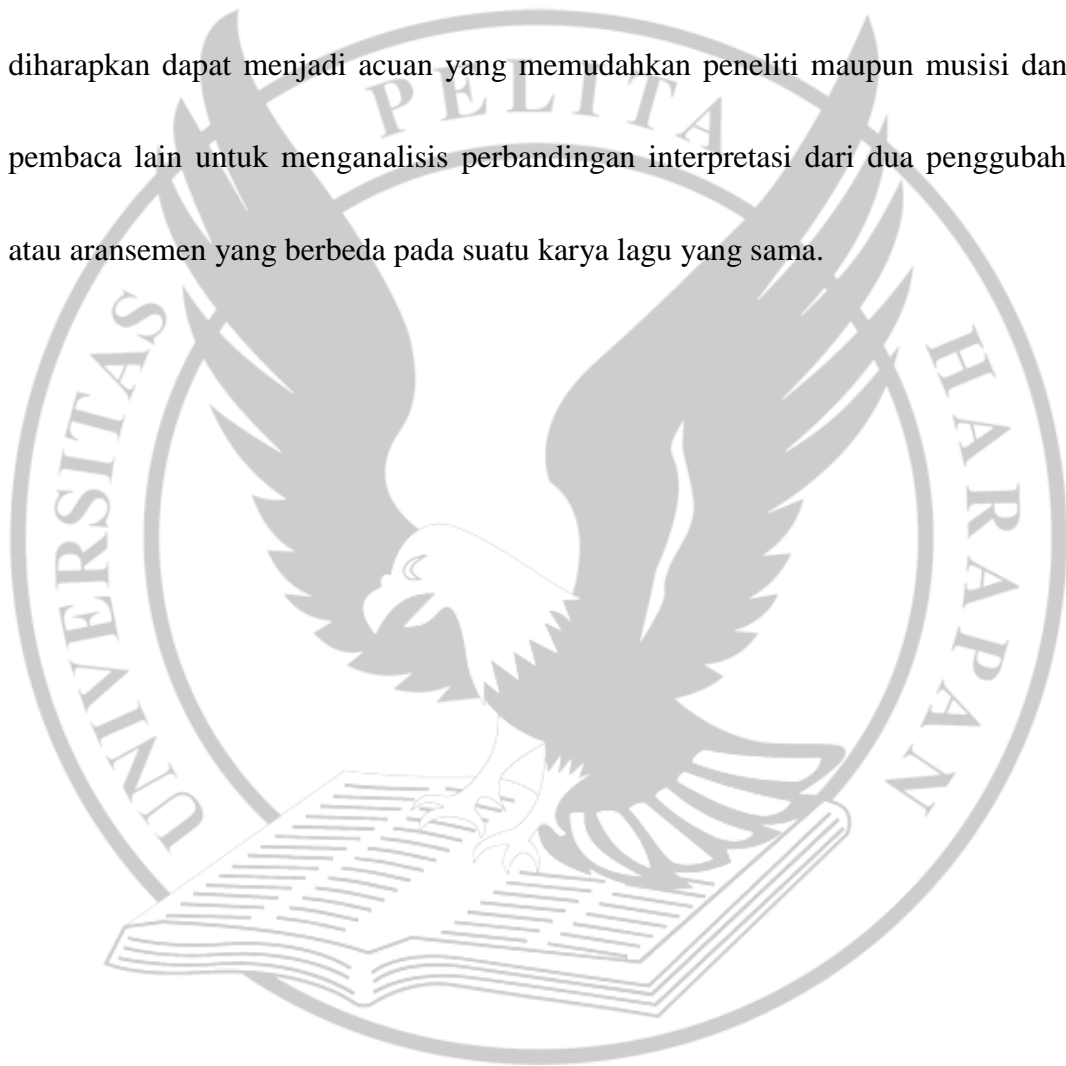 diharapkan dapat menjadi acuan yang memudahkan peneliti maupun musisi dan
pembaca lain untuk menganalisis perbandingan interpretasi dari dua penggubah
atau aransemen yang berbeda pada suatu karya lagu yang sama.
UNIVERSITAS PELITA HARAPAN